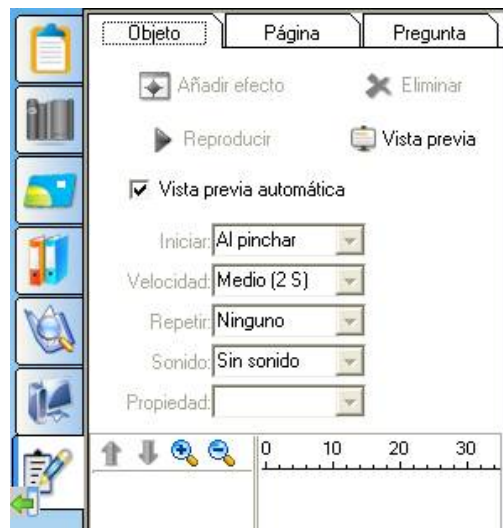 Objeto Página Pregunta
Añadir efecto Eliminar
Reproducir Vista previa
Vista previa automática
Iniciar: Al pinchar
Velocidad: Medio (2 S)
Repetir: Ninguno
Sonido: Sin sonido
Propiedad:
0 10 20 30